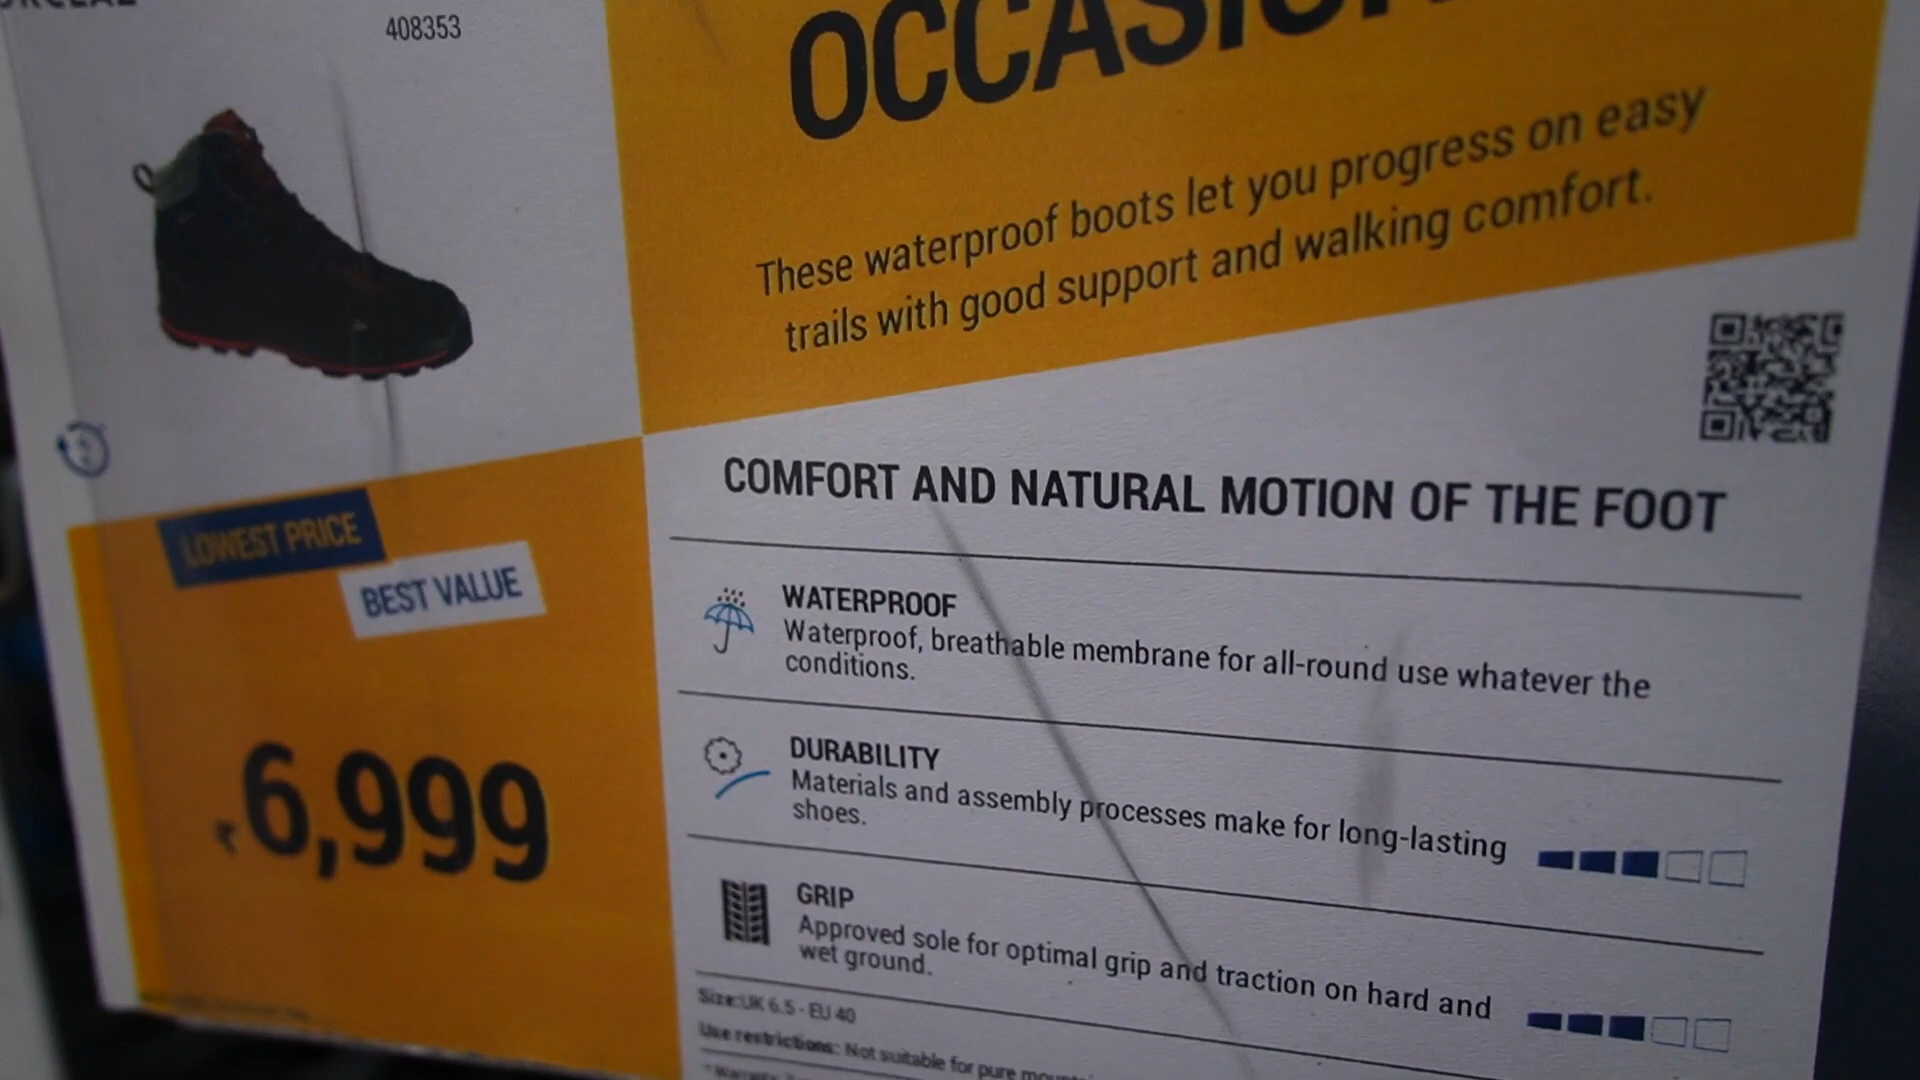 408353
OCCASION
These waterproof boots let you progress on easy
trails with good support and walking comfort.
COMFORT AND NATURAL MOTION OF THE FOOT
LOWEST PRICE
BEST VALUE
₹6,999
WATERPROOF
Waterproof, breathable membrane for all-round use whatever the
conditions.
DURABILITY
Materials and assembly processes make for long-lasting
shoes.
GRIP
Approved sole for optimal grip and traction on hard and
wet ground.
Size:UK 6.5 - EU 40
Use restrictions: Not suitable for pure